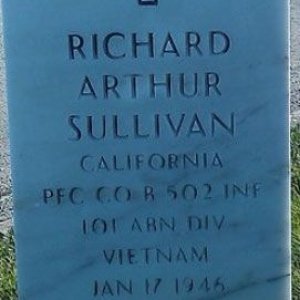 RICHARD
ARTHUR
SULLIVAN
CALIFORNIA
PFC CO B 502 INF
101 ABN DIV
VIETNAM
JAN 17 1946